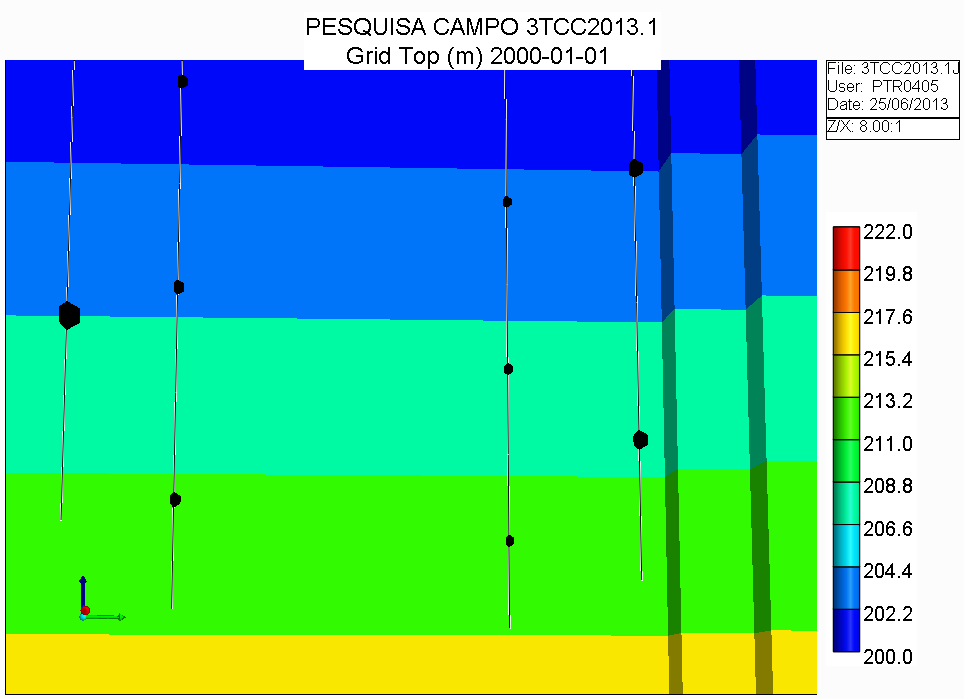 PESQUISA CAMPO 3TCC2013.1
Grid Top (m) 2000-01-01
File: 3TCC2013.1J
User: PTR0405
Date: 25/06/2013
Z/X: 8.00:1
222.0
219.8
217.6
215.4
213.2
211.0
208.8
206.6
204.4
202.2
200.0